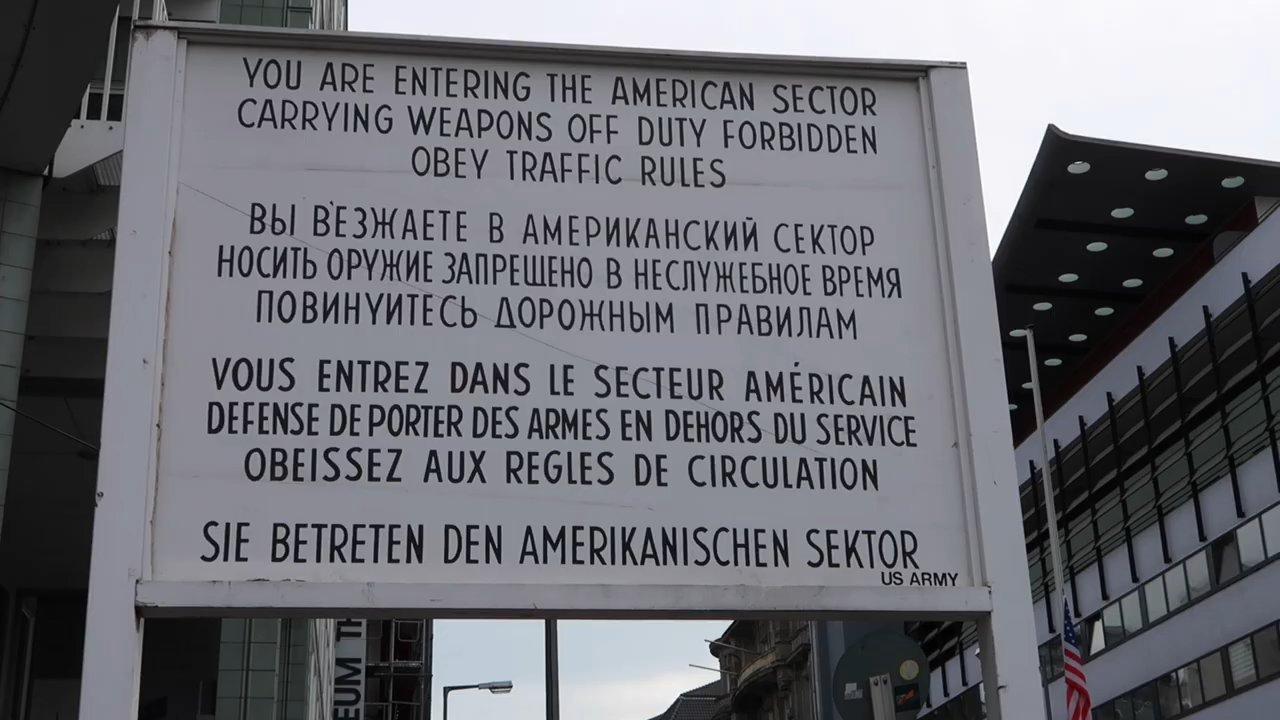 YOU ARE ENTERING THE AMERICAN SECTOR
CARRYING WEAPONS OFF DUTY FORBIDDEN
OBEY TRAFFIC RULES
ВЫ В'ЕЗЖАЕТЕ В АМЕРИКАНСКИЙ СЕКТОР
НОСИТЬ ОРУЖИЕ ЗАПРЕЩЕНО В НЕСЛУЖЕБНОЕ ВРЕМЯ
ПОВИНУИТЕСЬ ДОРОЖНЫМ ПРАВИЛАМ
VOUS ENTREZ DANS LE SECTEUR AMÉRICAIN
DEFENSE DE PORTER DES ARMES EN DEHORS DU SERVICE
OBEISSEZ AUX REGLES DE CIRCULATION
SIE BETRETEN DEN AMERIKANISCHEN SEKTOR
US ARMY